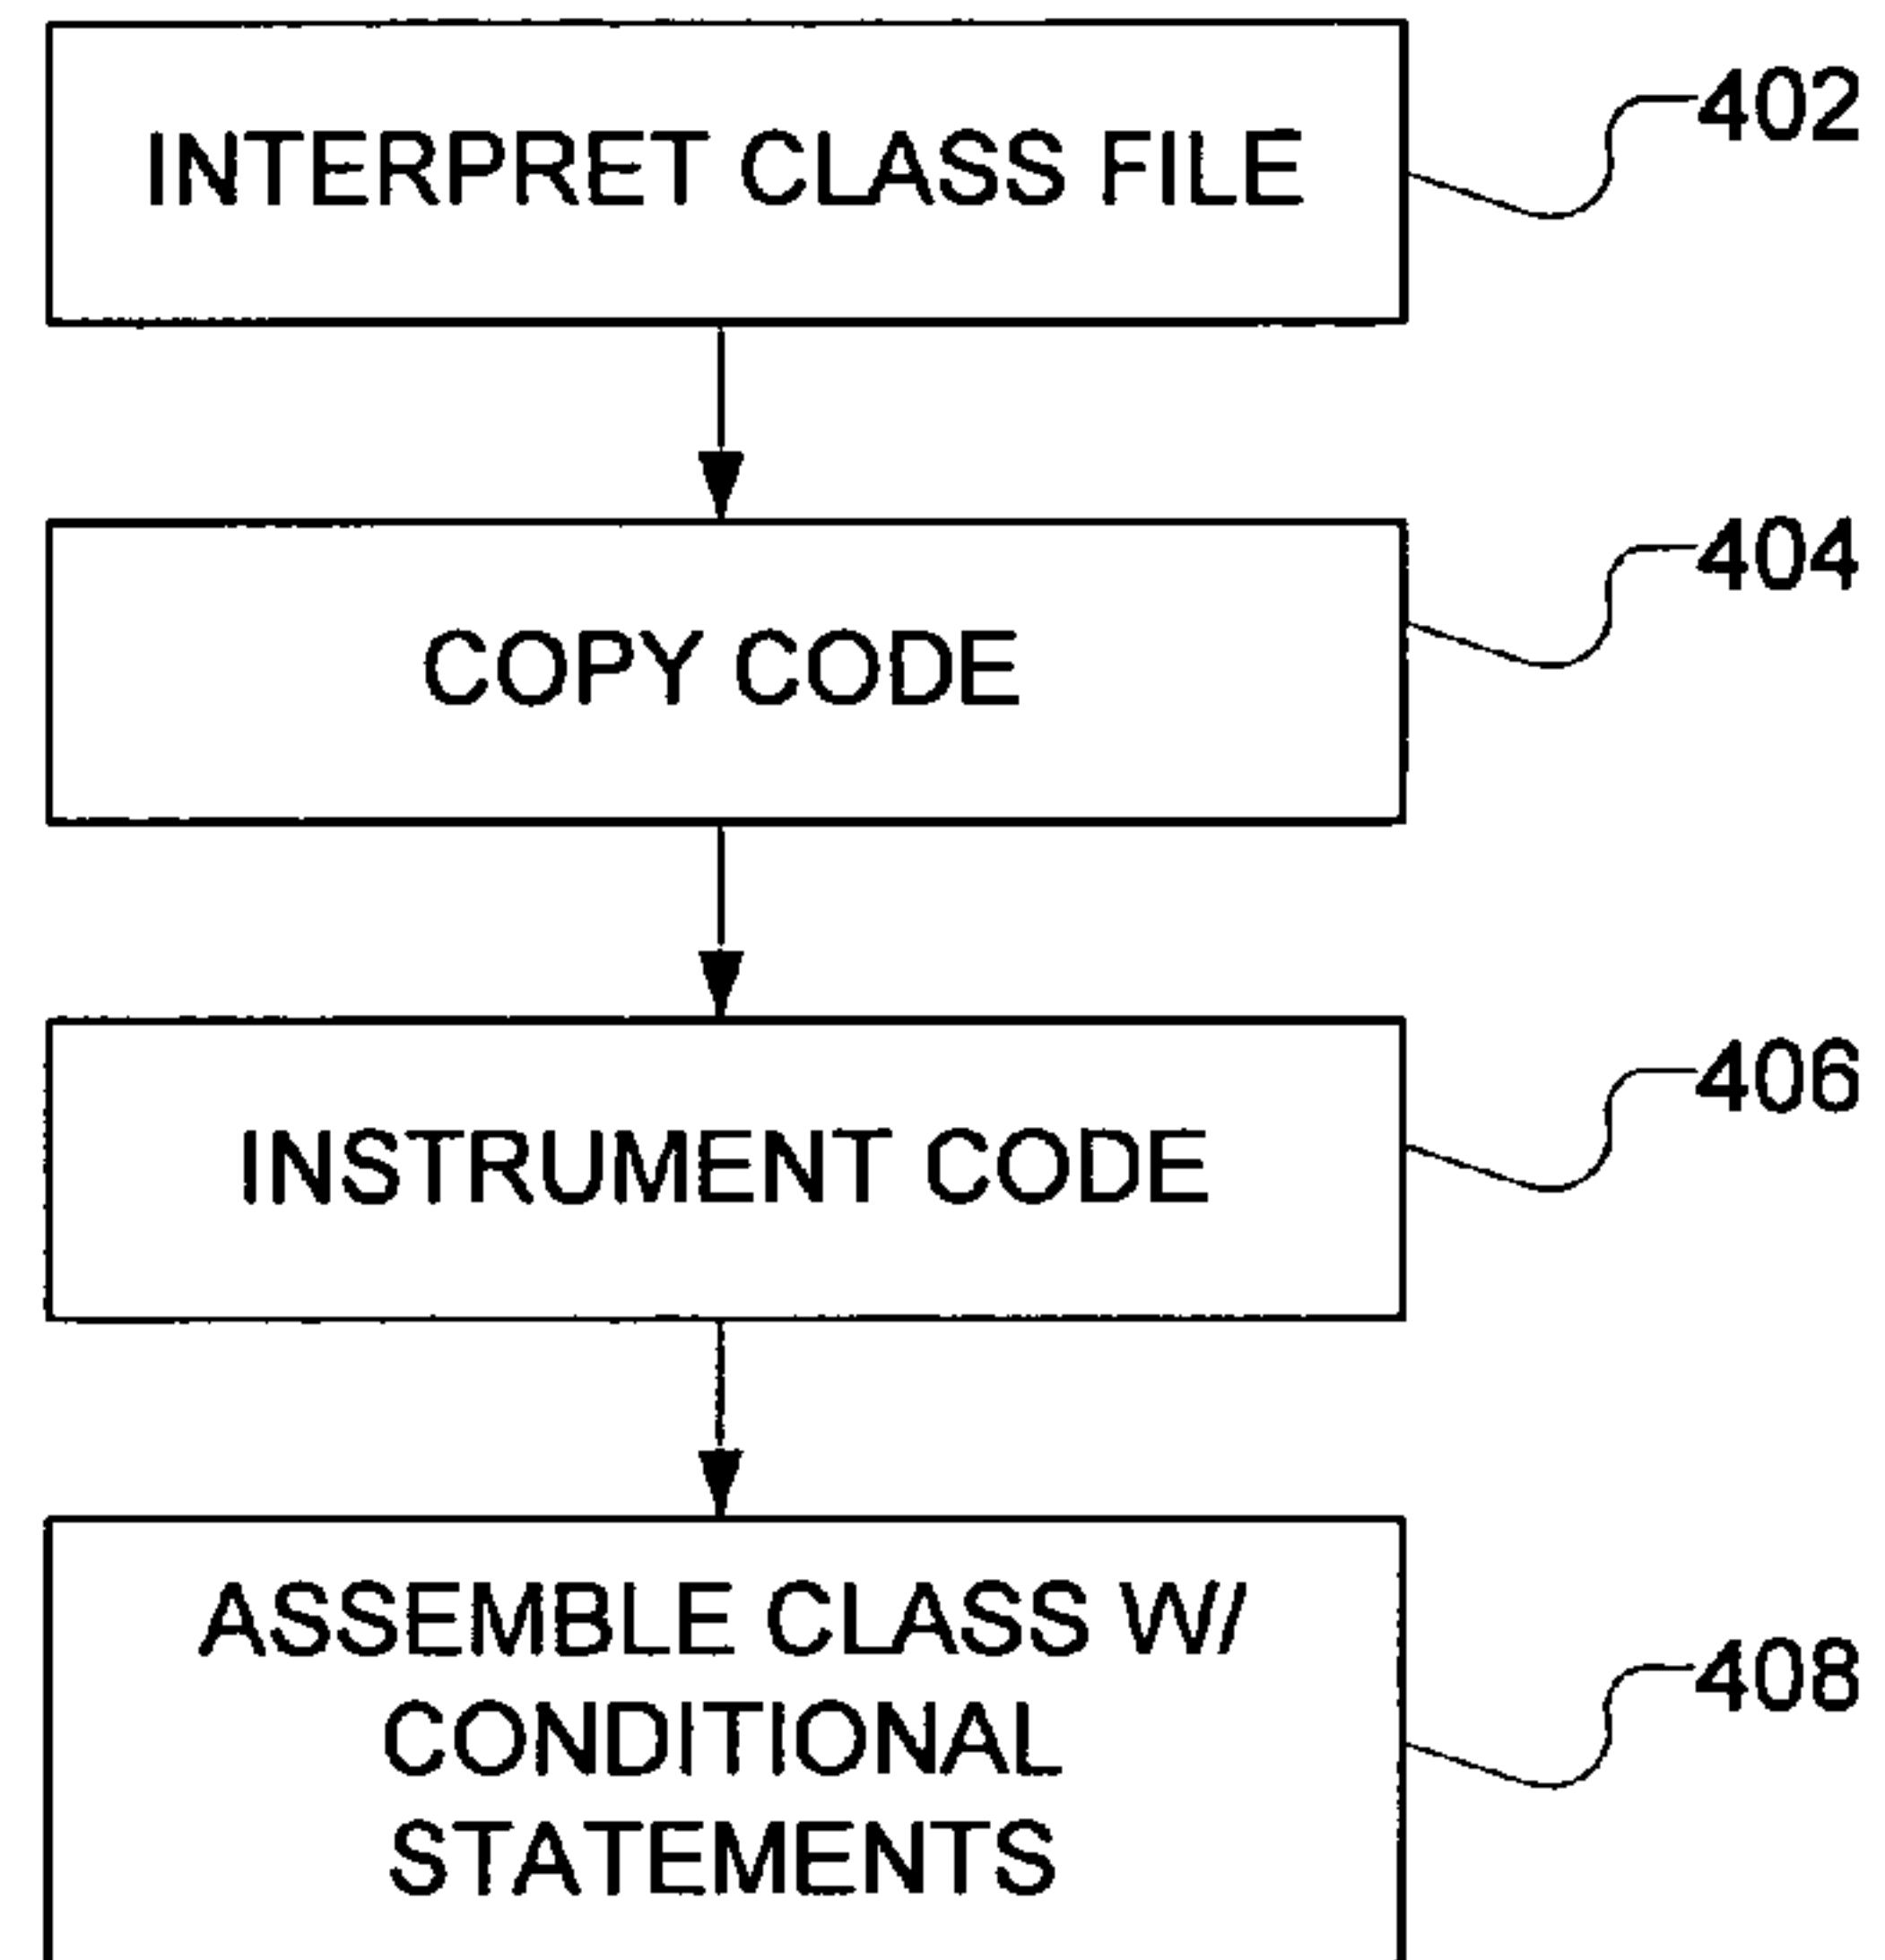 INTERPRET CLASS FILE
402
COPY CODE
404
INSTRUMENT CODE
406
ASSEMBLE CLASS W/
CONDITIONAL
STATEMENTS
408